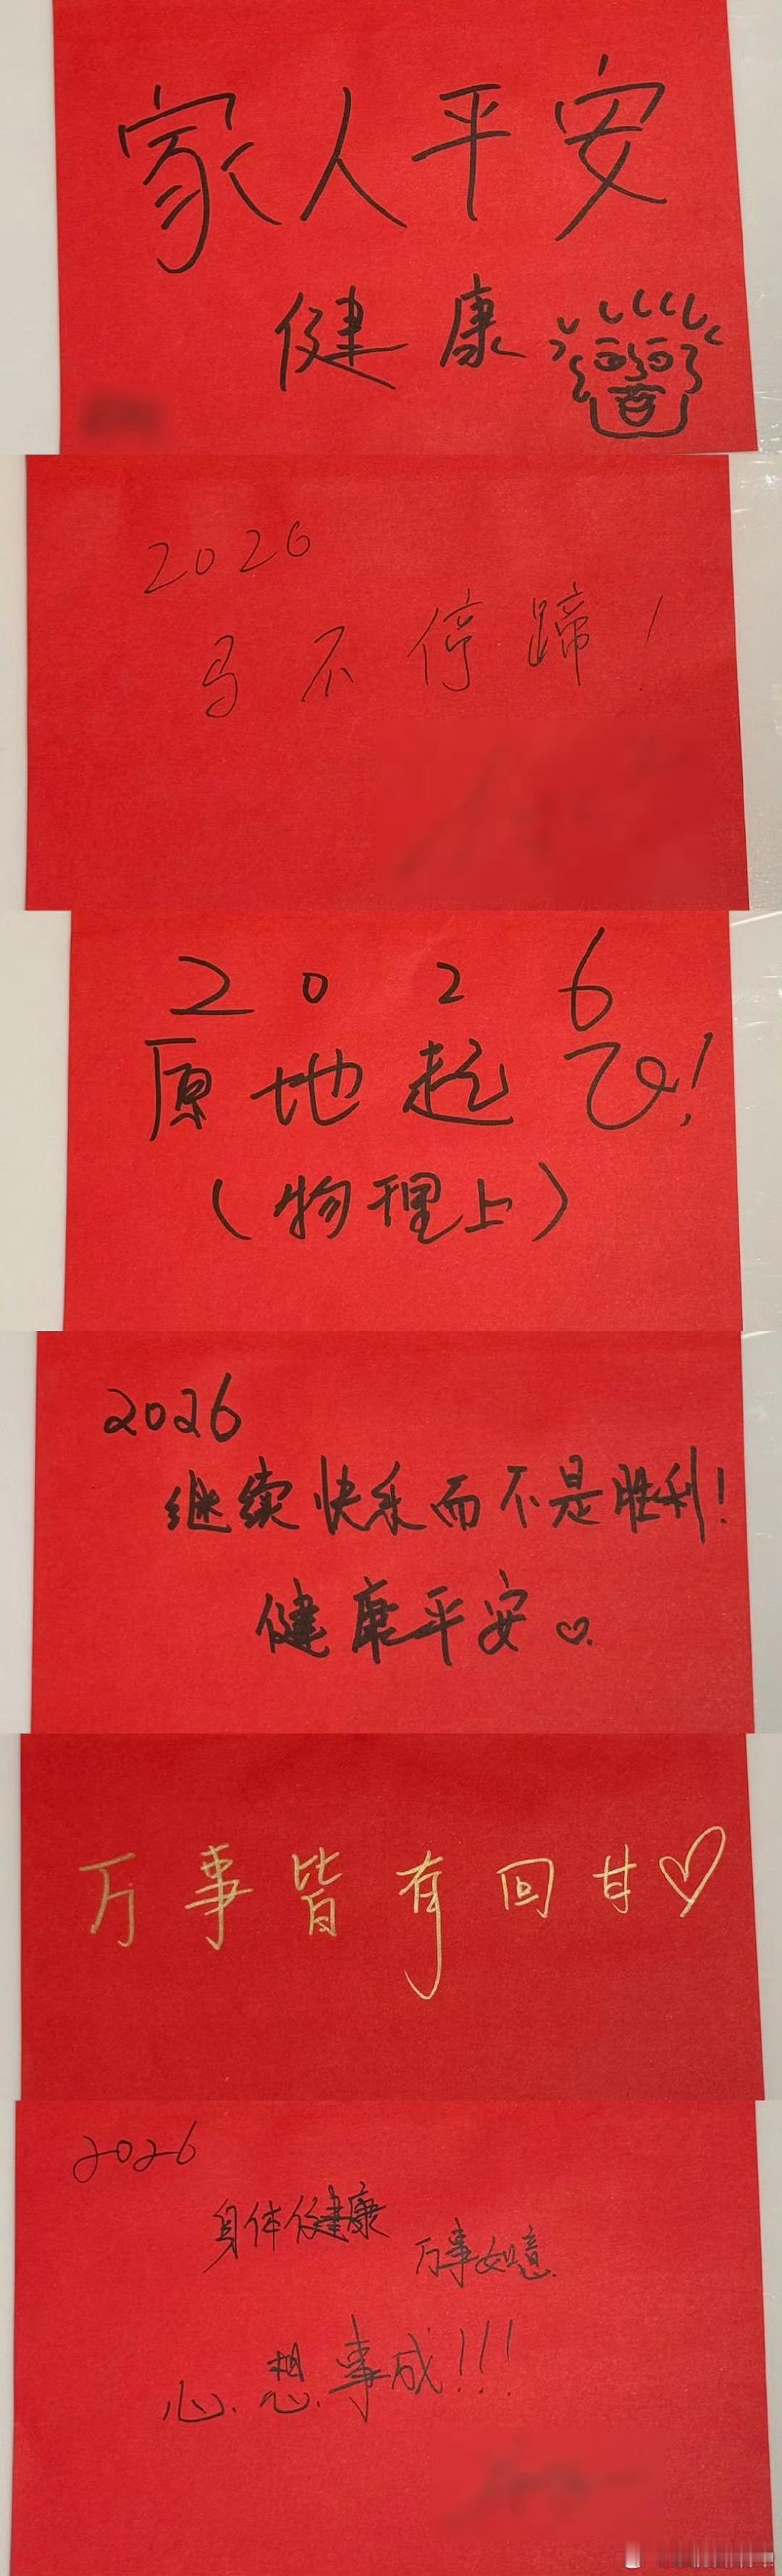 家人平安
健康
2026
马不停蹄！
2026
原地起飞！
（物理上）
2026
继续快乐而不是胜利！
健康平安
万事皆有回甘
2026
身体健康
万事如意
心想事成！！！